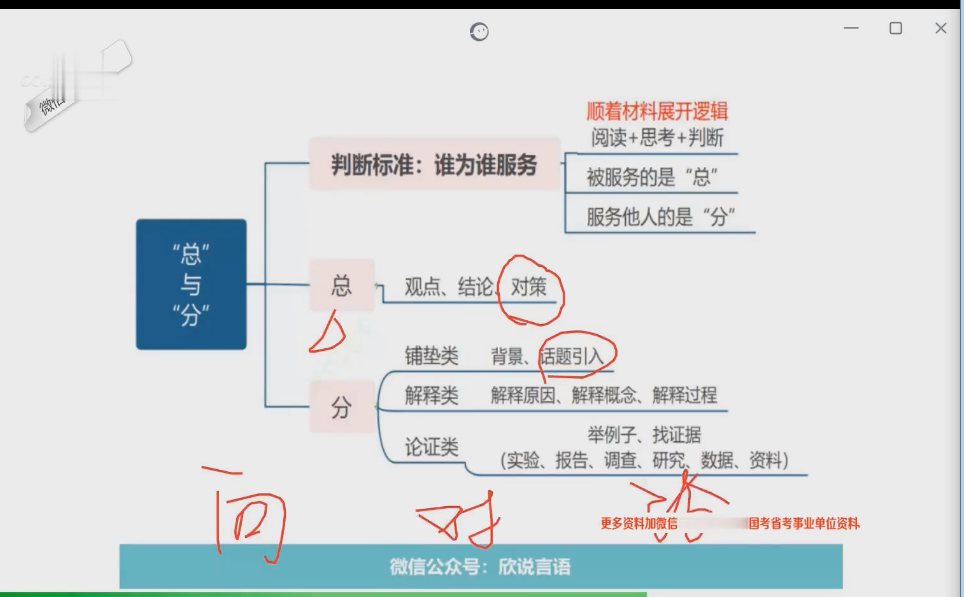 微信
顺着材料展开逻辑
阅读+思考+判断
判断标准：谁为谁服务
被服务的是“总”
服务他人的是“分”
“总”
与
“分”
总
观点、结论、对策
铺垫类 背景、话题引入
分
解释类 解释原因、解释概念、解释过程
论证类
举例子、找证据
(实验、报告、调查、研究、数据、资料)
对
更多资料加微信
国考省考事业单位资料
微信公众号：欣说言语